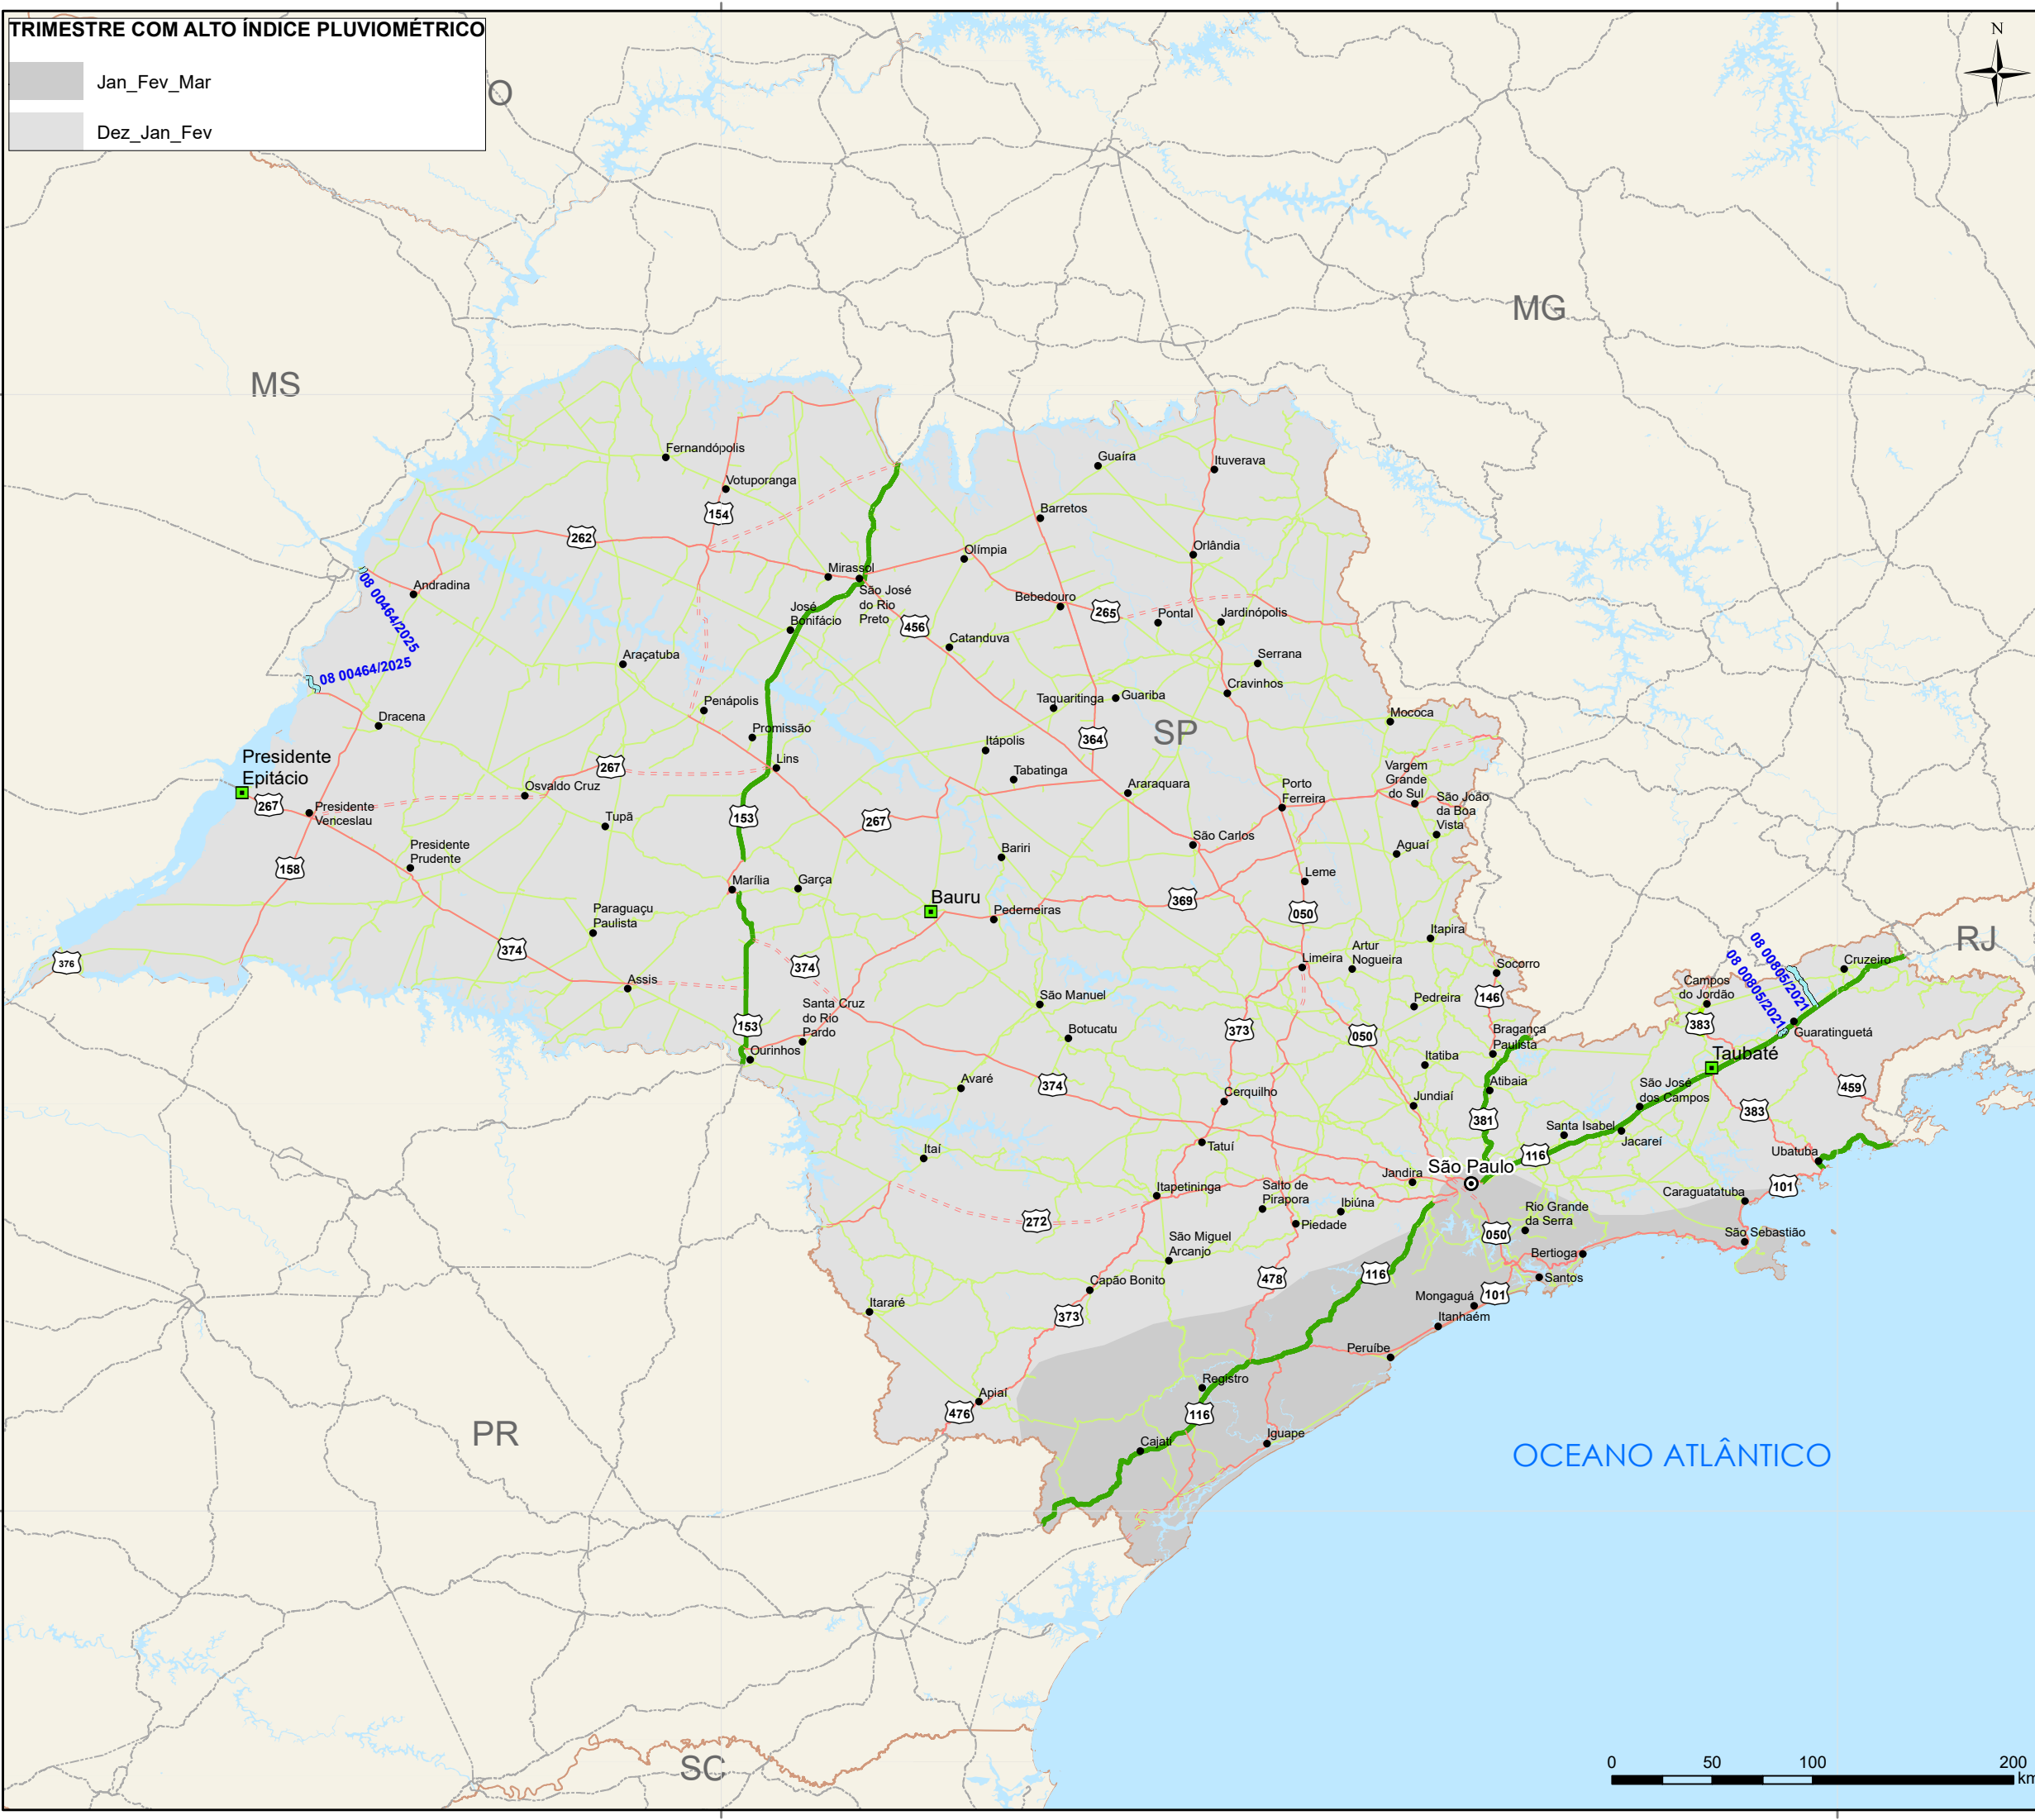 TRIMESTRE COM ALTO ÍNDICE PLUVIOMÉTRICO
Jan_Fev_Mar
Dez_Jan_Fev
N
O
MG
MS
Fernandópolis
Votuporanga
154
262
Guaíra
Ituverava
Barretos
Olímpia
Orlândia
Mirassol
São José
do Rio
Preto
Andradina
08 00464/2025
08 00464/2025
José
Bonifácio
456
Bebedouro
265
Pontal
Jardinópolis
Catanduva
Araçatuba
Serrana
Cravinhos
Penápolis
Taquaritinga
Guariba
Dracena
Promissão
Mococa
SP
364
Itápolis
Presidente
Epitácio
267
Lins
Tabatinga
Araraquara
Vargem
Grande
do Sul
Porto
Ferreira
São João
da Boa
Vista
Osvaldo Cruz
267
Presidente
Venceslau
Tupã
153
267
São Carlos
Aguaí
Presidente
Prudente
158
Bariri
Marília
Garça
Leme
Bauru
Pederneiras
369
050
Paraguaçu
Paulista
Itapira
376
374
374
Artur
Nogueira
Limeira
Socorro
Assis
São Manuel
Pedreira
146
Santa Cruz
do Rio
Pardo
153
Botucatu
373
050
Bragança
Paulista
Ourinhos
Itatiba
Campos
do Jordão
383
08 00805/2021
08 00805/2021
Cruzeiro
RJ
Guaratinguetá
Taubaté
Avaré
374
Cerquilho
Jundiaí
Atibaia
São José
dos Campos
459
383
381
Santa Isabel
Jacareí
Tatuí
Itaí
116
Ubatuba
São Paulo
Jandira
101
Itapetininga
Salto de
Pirapora
Ibiúna
Caraguatatuba
272
Piedade
Rio Grande
da Serra
050
São Sebastião
São Miguel
Arcanjo
Bertioga
478
116
Santos
Capão Bonito
Mongaguá
101
Itararé
373
Itanhaém
Peruíbe
Registro
Apiaí
476
116
Iguape
Cajati
PR
OCEANO ATLÂNTICO
SC
0 50 100 200
km